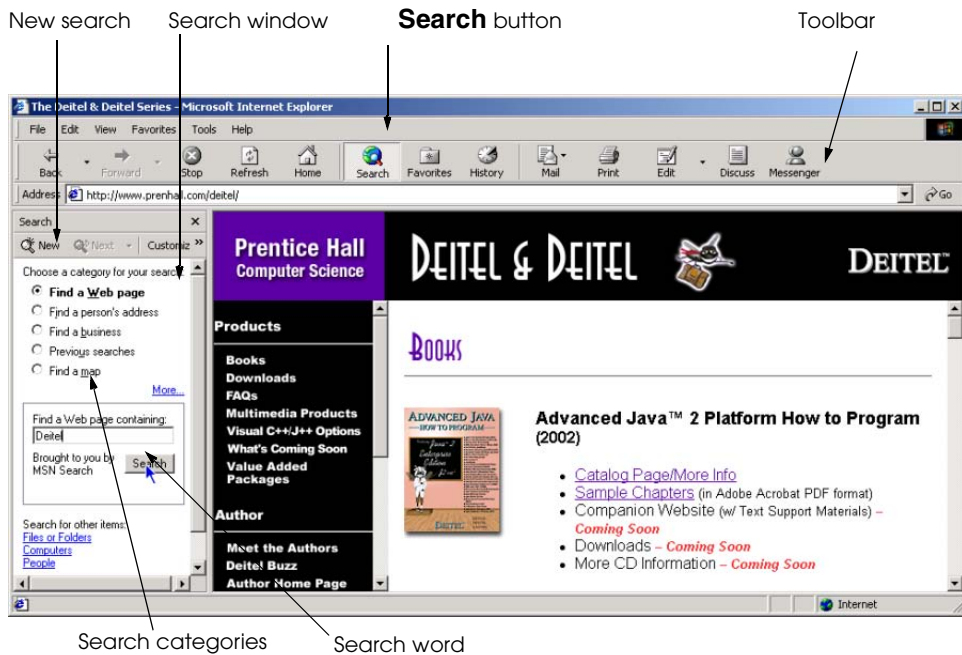 New search
Search window
Search button
Toolbar
The Deitel & Deitel Series - Microsoft Internet Explorer
File Edit View Favorites Tools Help
Back Forward Stop Refresh Home Search Favorites History Mail Print Edit Discuss Messenger
Address http://www.prenhall.com/deitel/ Go
Search
New Next Customiz »
Choose a category for your search:
Find a Web page
Find a person's address
Find a business
Previous searches
Find a map
More...
Find a Web page containing:
Deitel
Brought to you by
MSN Search
Search
Search for other items:
Files or Folders
Computers
People
Prentice Hall
Computer Science
DEITEL & DEITEL
DEITEL™
Products
Books
Downloads
FAQs
Multimedia Products
Visual C++/J++ Options
What's Coming Soon
Value Added
Packages
Author
Meet the Authors
Deitel Buzz
Author Home Page
BOOKS
ADVANCED JAVA
HOW TO PROGRAM
Java™ 2
Enterprise
Edition
DEITEL
Advanced Java™ 2 Platform How to Program
(2002)
• Catalog Page/More Info
• Sample Chapters (in Adobe Acrobat PDF format)
• Companion Website (w/ Text Support Materials) –
Coming Soon
• Downloads – Coming Soon
• More CD Information – Coming Soon
Internet
Search categories
Search word